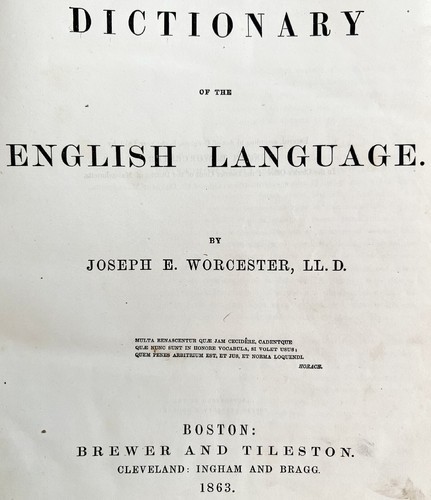 DICTIONARY
OF THE
ENGLISH LANGUAGE.
BY
JOSEPH E. WORCESTER, LL. D.
MULTA RENASCENTUR QUÆ JAM CECIDÊRE, CADENTQUE
QUÆ NUNC SUNT IN HONORE VOCABULA, SI VOLET USUS;
QUEM PENES ARBITRIUM EST, ET JUS, ET NORMA LOQUENDI.
HORACE.
BOSTON:
BREWER AND TILESTON.
CLEVELAND: INGHAM AND BRAGG.
1863.